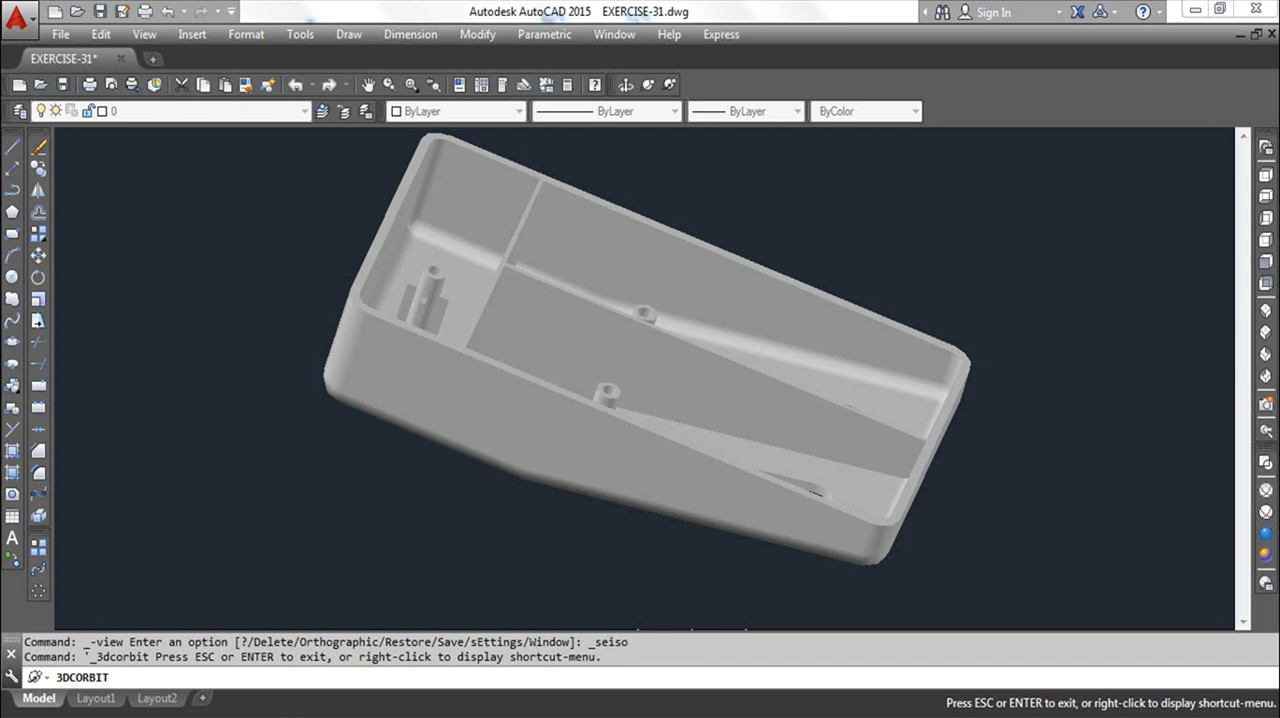 Autodesk AutoCAD 2015 EXERCISE-31.dwg
Sign In
File Edit View Insert Format Tools Draw Dimension Modify Parametric Window Help Express
EXERCISE-31*
0 ByLayer ByLayer ByLayer ByColor
Command: _-view Enter an option [?/Delete/Orthographic/Restore/Save/sEttings/Window]: _seiso
Command: '_3dcorbit Press ESC or ENTER to exit, or right-click to display shortcut-menu.
3DCORBIT
Model Layout1 Layout2 +
Press ESC or ENTER to exit, or right-click to display shortcut-menu.